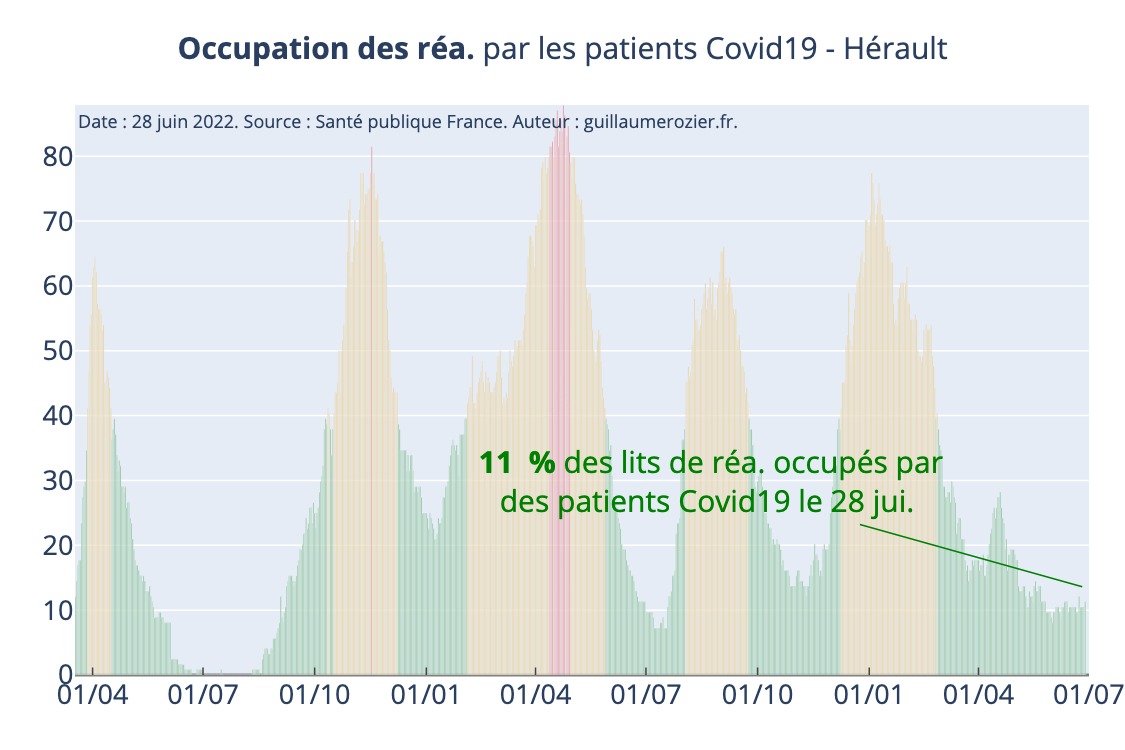 Occupation des réa. par les patients Covid19 - Hérault
Date : 28 juin 2022. Source : Santé publique France. Auteur : guillaumerozier.fr.
80
70
60
50
40
30
20
10
0
11 % des lits de réa. occupés par
des patients Covid19 le 28 jui.
01/04 01/07 01/10 01/01 01/04 01/07 01/10 01/01 01/04 01/07